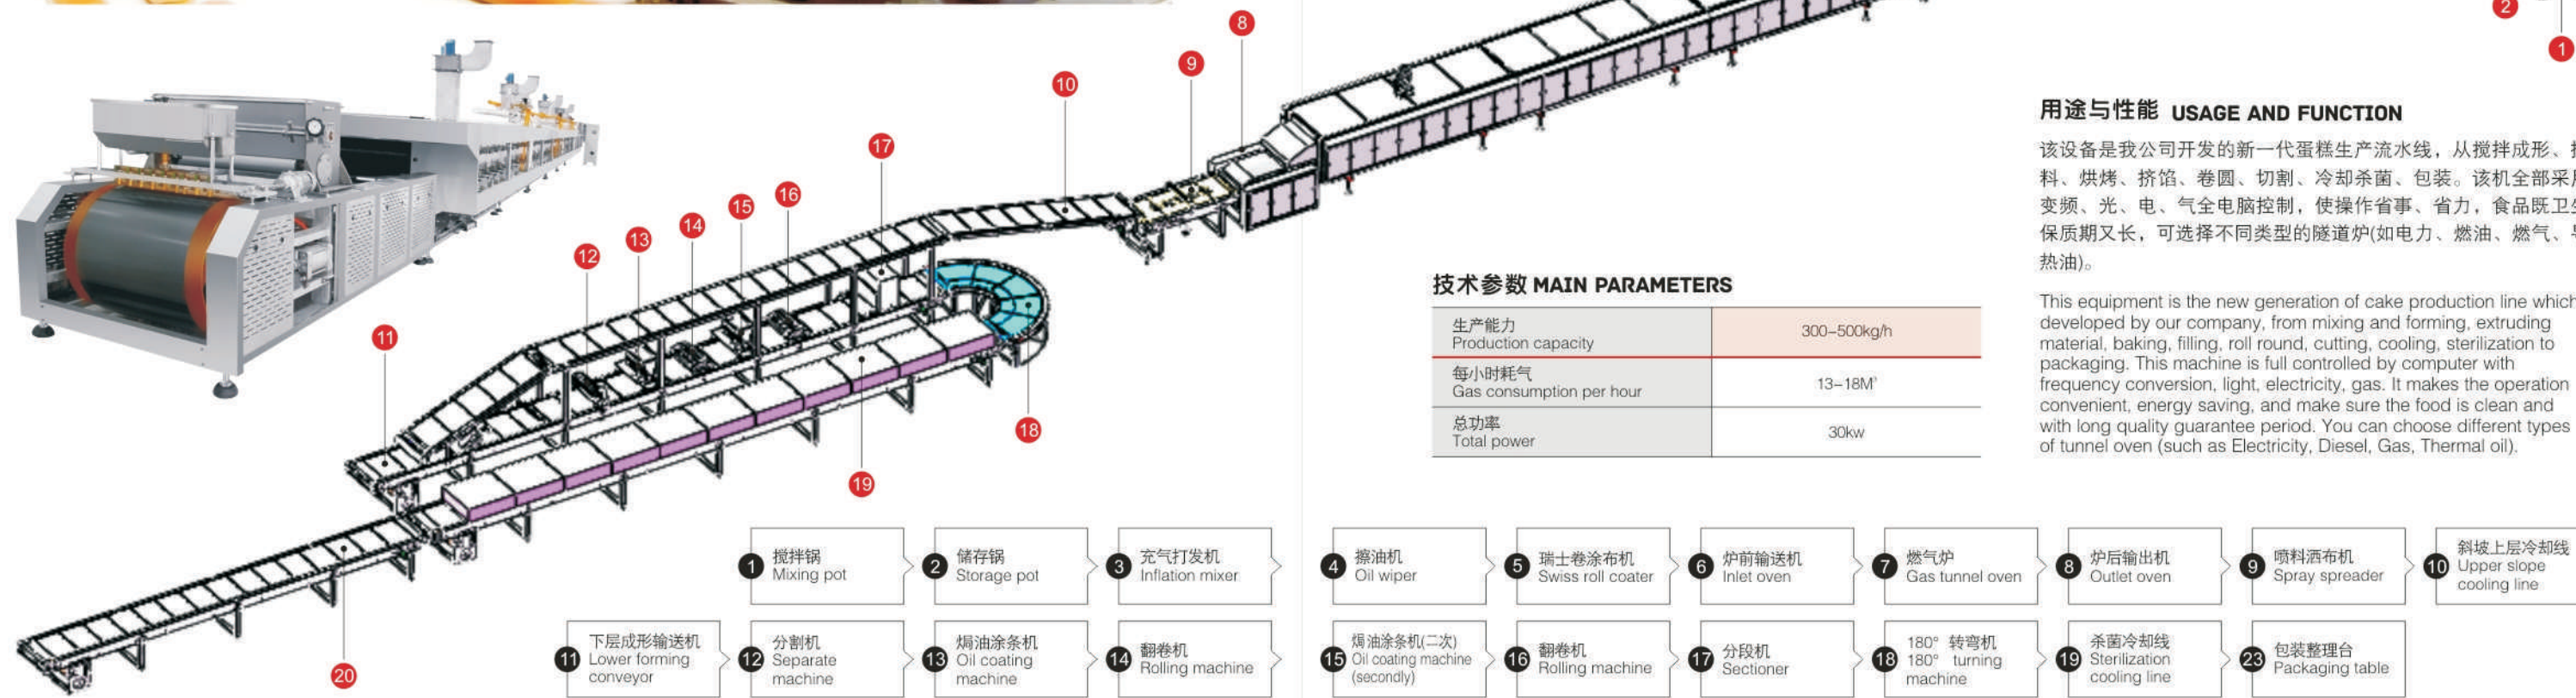 8
9
10
17
16
15
14
13
12
11
18
19
20
2
1
用途与性能 USAGE AND FUNCTION
该设备是我公司开发的新一代蛋糕生产流水线，从搅拌成形、
料、烘烤、挤馅、卷圆、切割、冷却杀菌、包装。该机全部采
变频、光、电、气全电脑控制，使操作省事、省力，食品既卫
保质期又长，可选择不同类型的隧道炉(如电力、燃油、燃气、
热油)。
This equipment is the new generation of cake production line which
developed by our company, from mixing and forming, extruding
material, baking, filling, roll round, cutting, cooling, sterilization to
packaging. This machine is full controlled by computer with
frequency conversion, light, electricity, gas. It makes the operation
convenient, energy saving, and make sure the food is clean and
with long quality guarantee period. You can choose different types
of tunnel oven (such as Electricity, Diesel, Gas, Thermal oil).
技术参数 MAIN PARAMETERS
生产能力
Production capacity
300–500kg/h
每小时耗气
Gas consumption per hour
13–18M³
总功率
Total power
30kw
1 搅拌锅
Mixing pot
2 储存锅
Storage pot
3 充气打发机
Inflation mixer
4 擦油机
Oil wiper
5 瑞士卷涂布机
Swiss roll coater
6 炉前输送机
Inlet oven
7 燃气炉
Gas tunnel oven
8 炉后输出机
Outlet oven
9 喷料洒布机
Spray spreader
10 斜坡上层冷却线
Upper slope
cooling line
11 下层成形输送机
Lower forming
conveyor
12 分割机
Separate
machine
13 焗油涂条机
Oil coating
machine
14 翻卷机
Rolling machine
15 焗油涂条机(二次)
Oil coating machine
(secondly)
16 翻卷机
Rolling machine
17 分段机
Sectioner
18 180° 转弯机
180° turning
machine
19 杀菌冷却线
Sterilization
cooling line
23 包装整理台
Packaging table